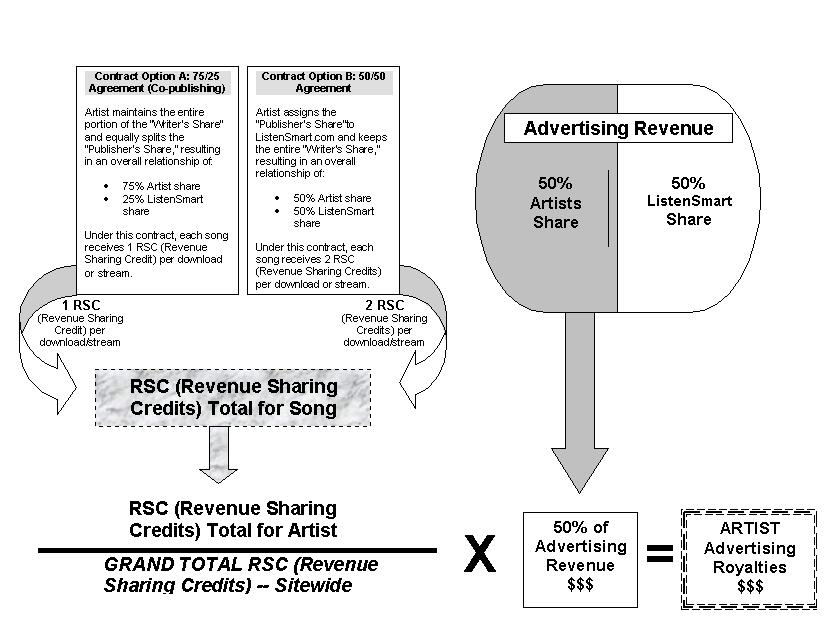 Contract Option A: 75/25
Agreement (Co-publishing)
Artist maintains the entire
portion of the "Writer's Share"
and equally splits the
"Publisher's Share," resulting
in an overall relationship of:
• 75% Artist share
• 25% ListenSmart
share
Under this contract, each song
receives 1 RSC (Revenue
Sharing Credit) per download
or stream.
Contract Option B: 50/50
Agreement
Artist assigns the
"Publisher's Share"to
ListenSmart.com and keeps
the entire "Writer's Share,"
resulting in an overall
relationship of:
• 50% Artist share
• 50% ListenSmart
share
Under this contract, each
song receives 2 RSC
(Revenue Sharing Credits)
per download or stream.
Advertising Revenue
50%
Artists
Share
50%
ListenSmart
Share
1 RSC
(Revenue Sharing
Credit) per
download/stream
2 RSC
(Revenue Sharing
Credits) per
download/stream
RSC (Revenue Sharing
Credits) Total for Song
RSC (Revenue Sharing
Credits) Total for Artist
GRAND TOTAL RSC (Revenue
Sharing Credits) -- Sitewide
X
50% of
Advertising
Revenue
$$$
=
ARTIST
Advertising
Royalties
$$$